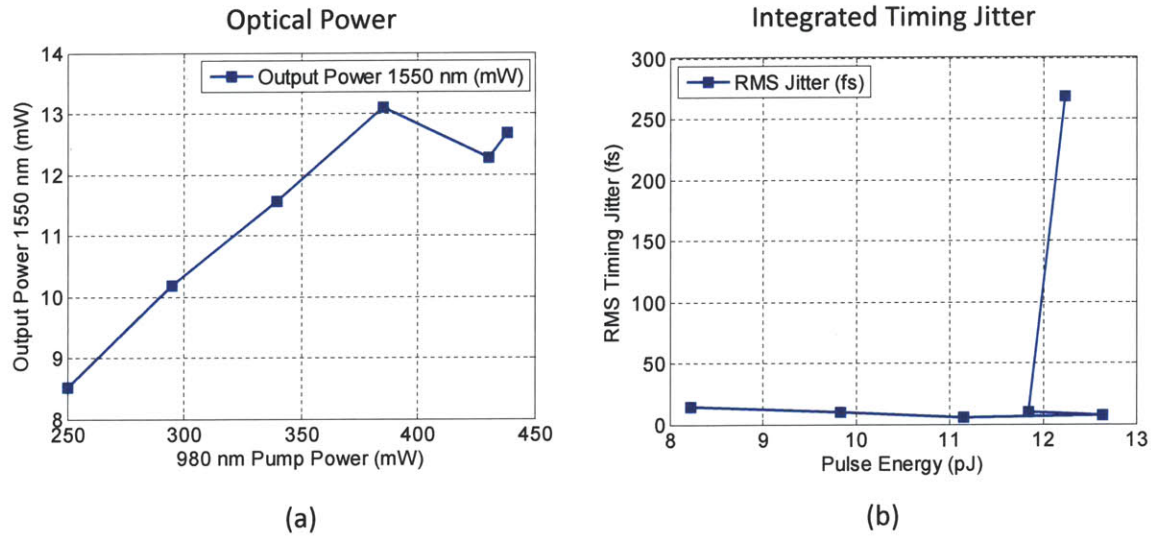 Optical Power
14
13
12
11
10
9
8
Output Power 1550 nm (mW)
Output Power 1550 nm (mW)
250
300
350
400
450
980 nm Pump Power (mW)
(a)
Integrated Timing Jitter
300
250
200
150
100
50
0
RMS Timing Jitter (fs)
RMS Jitter (fs)
8
9
10
11
12
13
Pulse Energy (pJ)
(b)